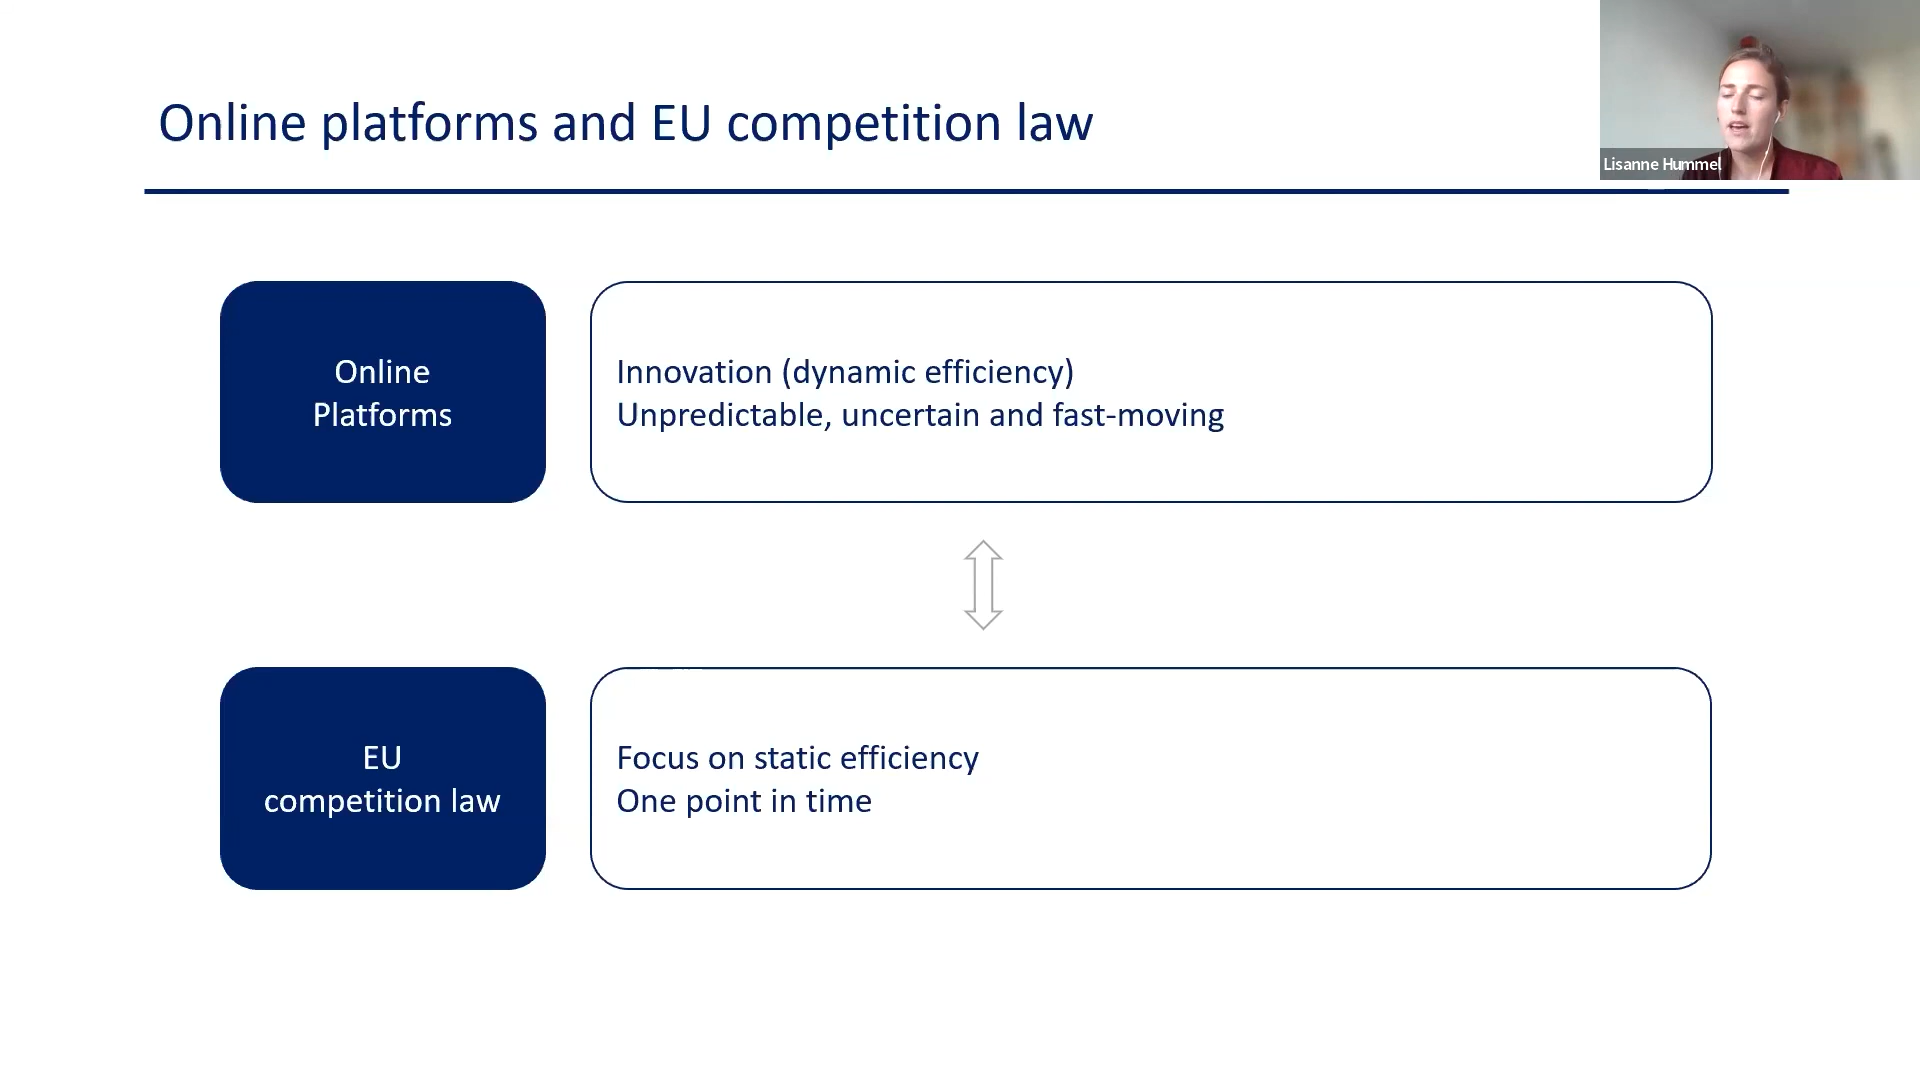 Online platforms and EU competition law
Lisanne Hummel
Online
Platforms
Innovation (dynamic efficiency)
Unpredictable, uncertain and fast-moving
EU
competition law
Focus on static efficiency
One point in time